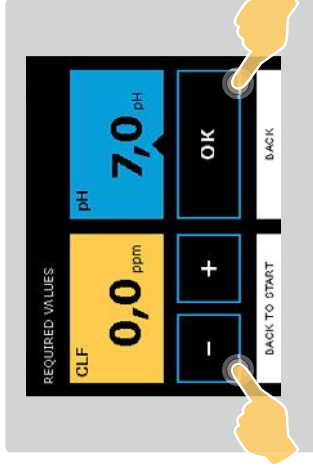 REQUIRED VALUES
CLF
0,0 ppm
pH
7,0 pH
−
+
OK
BACK TO START
BACK